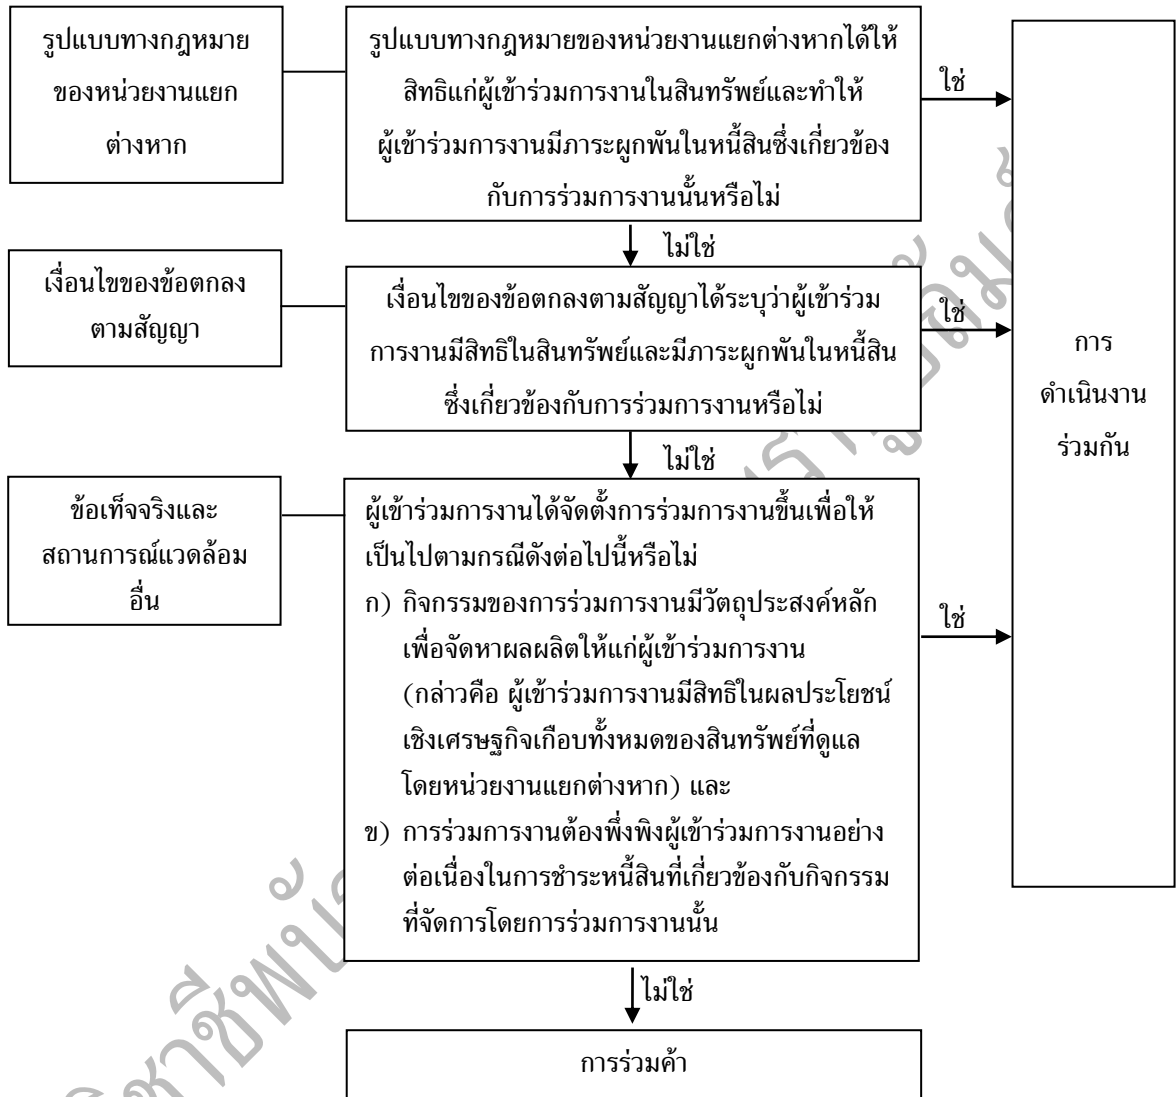 รูปแบบทางกฎหมาย
ของหน่วยงานแยก
ต่างหาก
รูปแบบทางกฎหมายของหน่วยงานแยกต่างหากได้ให้
สิทธิแก่ผู้เข้าร่วมการงานในสินทรัพย์และทำให้
ผู้เข้าร่วมการงานมีภาระผูกพันในหนี้สินซึ่งเกี่ยวข้อง
กับการร่วมการงานนั้นหรือไม่
ใช่
ไม่ใช่
เงื่อนไขของข้อตกลง
ตามสัญญา
เงื่อนไขของข้อตกลงตามสัญญาได้ระบุว่าผู้เข้าร่วม
การงานมีสิทธิในสินทรัพย์และมีภาระผูกพันในหนี้สิน
ซึ่งเกี่ยวข้องกับการร่วมการงานหรือไม่
ใช่
การ
ดำเนินงาน
ร่วมกัน
ไม่ใช่
ข้อเท็จจริงและ
สถานการณ์แวดล้อม
อื่น
ผู้เข้าร่วมการงานได้จัดตั้งการร่วมการงานขึ้นเพื่อให้
เป็นไปตามกรณีดังต่อไปนี้หรือไม่
ก) กิจกรรมของการร่วมการงานมีวัตถุประสงค์หลัก
เพื่อจัดหาผลผลิตให้แก่ผู้เข้าร่วมการงาน
(กล่าวคือ ผู้เข้าร่วมการงานมีสิทธิในผลประโยชน์
เชิงเศรษฐกิจเกือบทั้งหมดของสินทรัพย์ที่ดูแล
โดยหน่วยงานแยกต่างหาก) และ
ข) การร่วมการงานต้องพึ่งพิงผู้เข้าร่วมการงานอย่าง
ต่อเนื่องในการชำระหนี้สินที่เกี่ยวข้องกับกิจกรรม
ที่จัดการโดยการร่วมการงานนั้น
ใช่
ไม่ใช่
การร่วมค้า